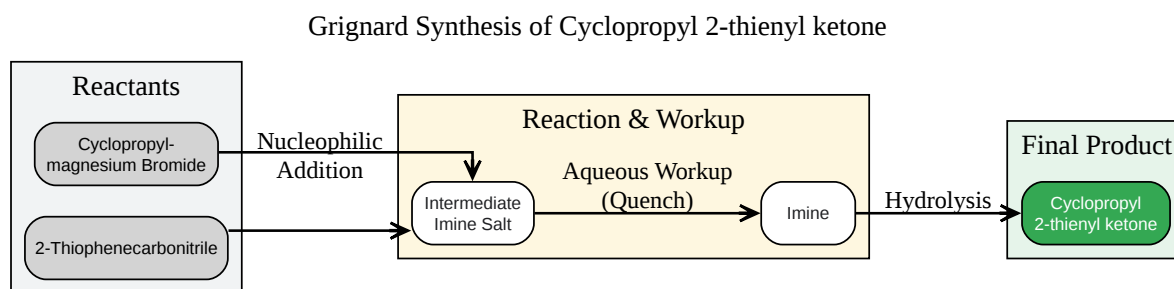 Grignard Synthesis of Cyclopropyl 2-thienyl ketone
Reactants
Cyclopropyl-
magnesium Bromide
2-Thiophenecarbonitrile
Nucleophilic
Addition
Reaction & Workup
Intermediate
Imine Salt
Aqueous Workup
(Quench)
Imine
Hydrolysis
Final Product
Cyclopropyl
2-thienyl ketone